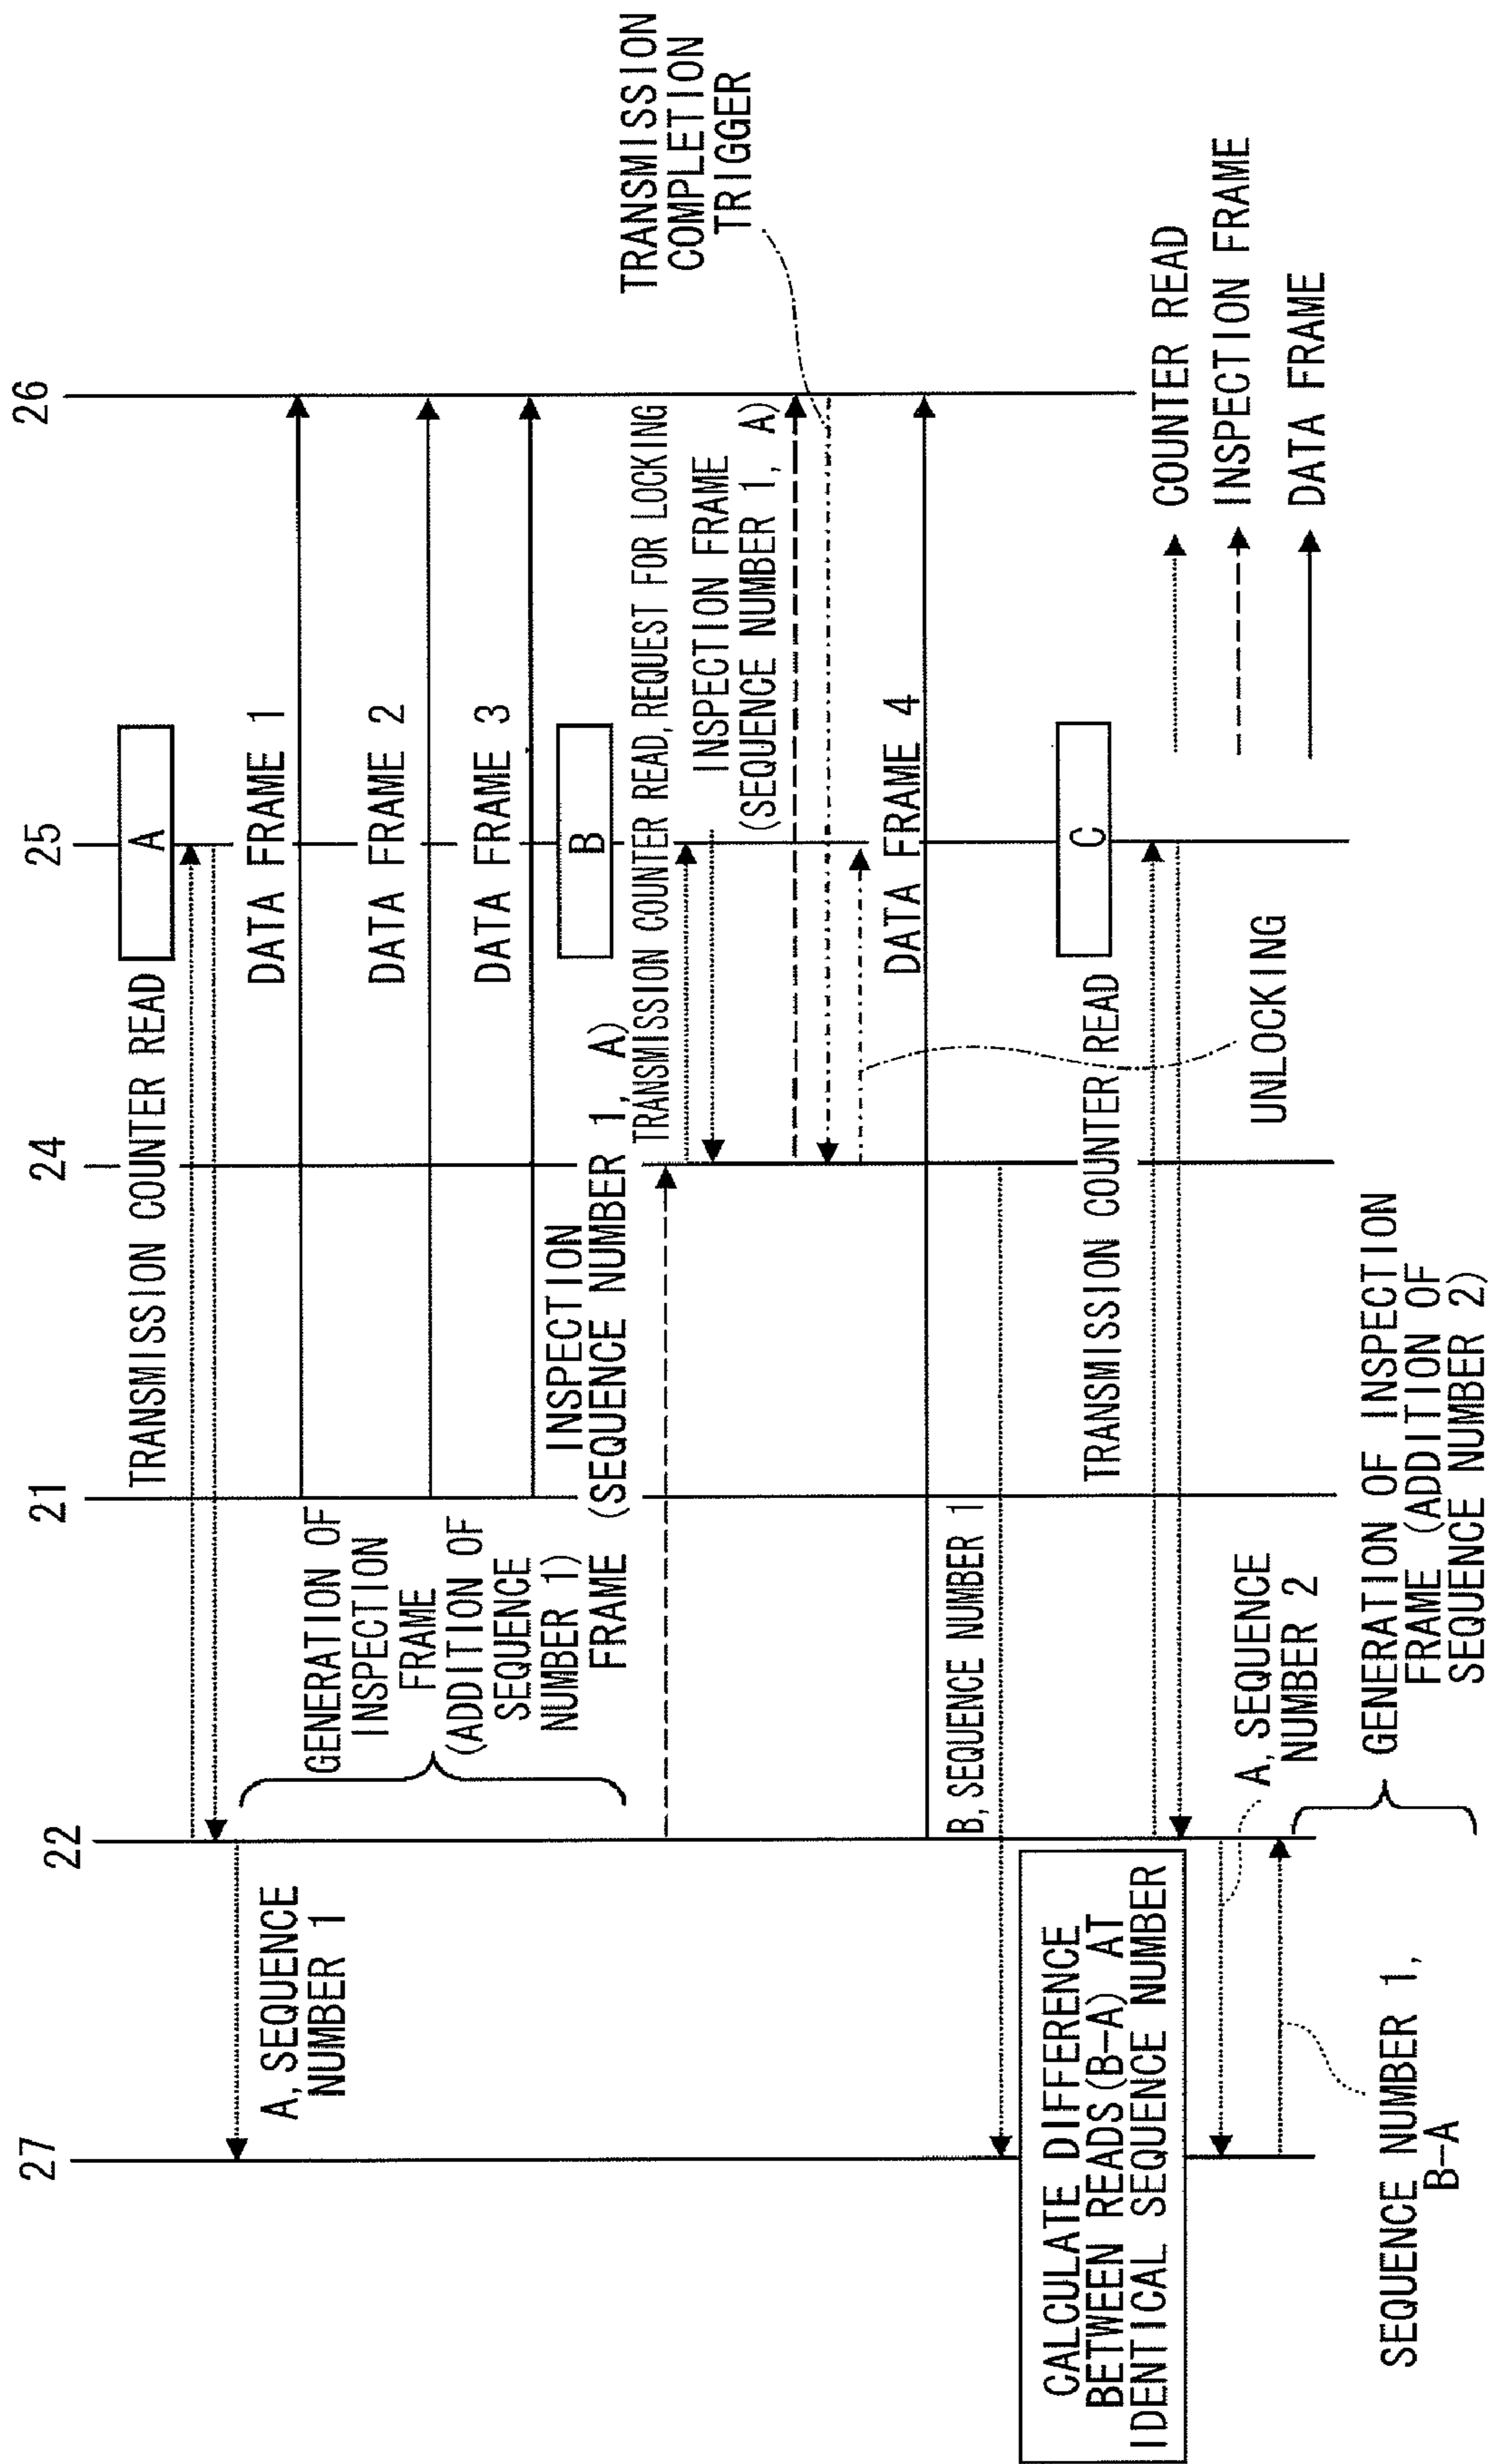 27
22
21
24
25
26
TRANSMISSION COUNTER READ
A
A, SEQUENCE
NUMBER 1
GENERATION OF
INSPECTION
FRAME
(ADDITION OF
SEQUENCE
NUMBER 1)
DATA FRAME 1
DATA FRAME 2
DATA FRAME 3
B
INSPECTION
FRAME (SEQUENCE NUMBER 1, A)
TRANSMISSION COUNTER READ, REQUEST FOR LOCKING
INSPECTION FRAME
(SEQUENCE NUMBER 1, A)
TRANSMISSION
COMPLETION
TRIGGER
DATA FRAME 4
B, SEQUENCE NUMBER 1
UNLOCKING
CALCULATE DIFFERENCE
BETWEEN READS(B-A) AT
IDENTICAL SEQUENCE NUMBER
TRANSMISSION COUNTER READ
C
A, SEQUENCE
NUMBER 2
SEQUENCE NUMBER 1,
B-A
GENERATION OF INSPECTION
FRAME (ADDITION OF
SEQUENCE NUMBER 2)
COUNTER READ
INSPECTION FRAME
DATA FRAME